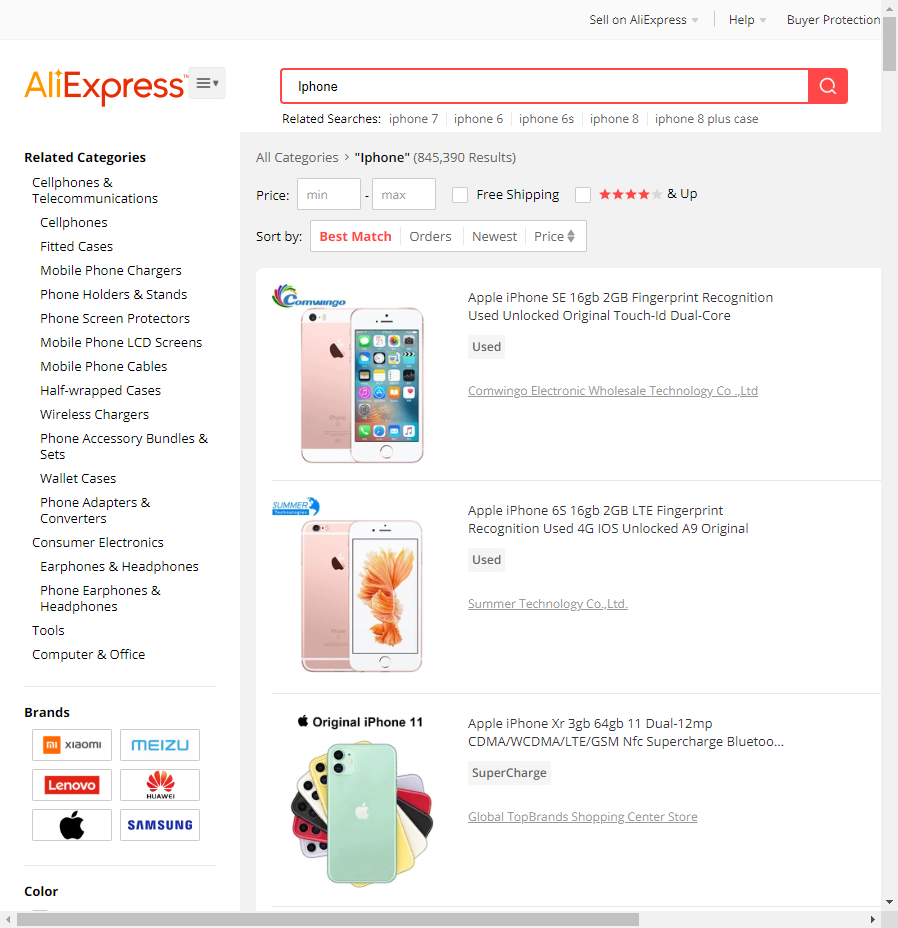 Sell on AliExpress
Help
Buyer Protection
AliExpress™
Iphone
Related Searches: iphone 7 iphone 6 iphone 6s iphone 8 iphone 8 plus case
Related Categories
Cellphones &
Telecommunications
Cellphones
Fitted Cases
Mobile Phone Chargers
Phone Holders & Stands
Phone Screen Protectors
Mobile Phone LCD Screens
Mobile Phone Cables
Half-wrapped Cases
Wireless Chargers
Phone Accessory Bundles &
Sets
Wallet Cases
Phone Adapters &
Converters
Consumer Electronics
Earphones & Headphones
Phone Earphones &
Headphones
Tools
Computer & Office
Brands
mi xiaomi
MEIZU
Lenovo
HUAWEI
SAMSUNG
Color
All Categories > "Iphone" (845,390 Results)
Price: min - max Free Shipping & Up
Sort by: Best Match Orders Newest Price
Comwingo
Apple iPhone SE 16gb 2GB Fingerprint Recognition
Used Unlocked Original Touch-Id Dual-Core
Used
Comwingo Electronic Wholesale Technology Co .,Ltd
SUMMER
Technologies
Apple iPhone 6S 16gb 2GB LTE Fingerprint
Recognition Used 4G IOS Unlocked A9 Original
Used
Summer Technology Co.,Ltd.
Original iPhone 11
Apple iPhone Xr 3gb 64gb 11 Dual-12mp
CDMA/WCDMA/LTE/GSM Nfc Supercharge Bluetoo...
SuperCharge
Global TopBrands Shopping Center Store